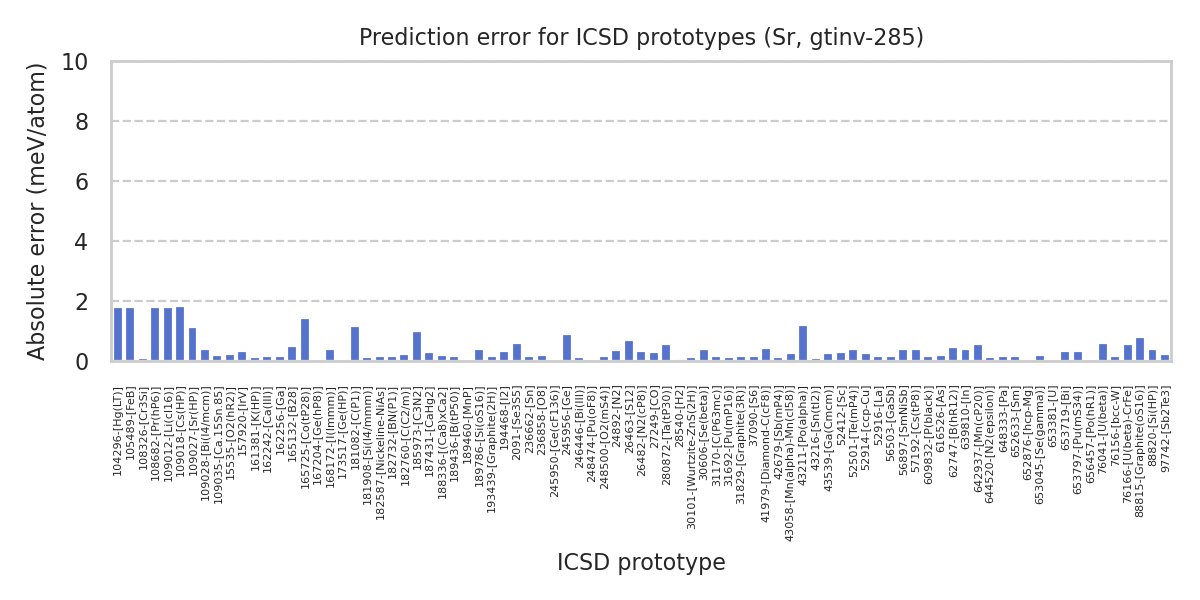 Prediction error for ICSD prototypes (Sr, gtinv-285)
Absolute error (meV/atom)
10
8
6
4
2
0
104296-[Hg(LT)]
105489-[FeB]
108326-[Cr3Si]
108682-[Pr(hP6)]
109012-[Li(cI16)]
109018-[Cs(HP)]
109027-[Sr(HP)]
109028-[Bi(I4/mcm)]
109035-[Ca.15Sn.85]
15535-[O2(hR2)]
157920-[IrV]
161381-[K(HP)]
162242-[Ca(III)]
162256-[Ga]
165132-[B28]
165725-[Co(tP28)]
167204-[Ge(hP8)]
168172-[I(Immm)]
173517-[Ge(HP)]
181082-[C(P1)]
181908-[Si(I4/mmm)]
182587-[Nickeline-NiAs]
182732-[BN(P1)]
182760-[C(C2/m)]
185973-[C3N2]
187431-[CaHg2]
188336-[(Ca8)xCa2]
189436-[B(tP50)]
189460-[MnP]
189786-[Si(oS16)]
193439-[Graphite(2H)]
194468-[I2]
20091-[Se3S5]
236662-[Sn]
236858-[O8]
245950-[Ge(cF136)]
245956-[Ge]
246446-[Bi(III)]
248474-[Pu(oF8)]
248500-[O2(mS4)]
24892-[N2]
26463-[S12]
26482-[N2(cP8)]
27249-[CO]
280872-[Ta(tP30)]
28540-[H2]
30101-[Wurtzite-ZnS(2H)]
30606-[Se(beta)]
31170-[C(P63mc)]
31692-[Pu(mP16)]
31829-[Graphite(3R)]
37090-[S6]
41979-[Diamond-C(cF8)]
42679-[Sb(mP4)]
43058-[Mn(alpha)-Mn(cI58)]
43211-[Po(alpha)]
43216-[Sn(tI2)]
43539-[Ga(Cmcm)]
52412-[Sc]
52501-[Te(mP4)]
52914-[ccp-Cu]
52916-[La]
56503-[GaSb]
56897-[SmNiSb]
57192-[Cs(tP8)]
609832-[P(black)]
616526-[As]
62747-[B(hR12)]
639810-[In]
642937-[Mn(cP20)]
644520-[N2(epsilon)]
648333-[Pa]
652633-[Sm]
652876-[hcp-Mg]
653045-[Se(gamma)]
653381-[U]
653719-[Bi]
653797-[Pu(mS34)]
656457-[Po(hR1)]
76041-[U(beta)]
76156-[bcc-W]
76166-[U(beta)-CrFe]
88815-[Graphite(oS16)]
88820-[Si(HP)]
97742-[Sb2Te3]
ICSD prototype